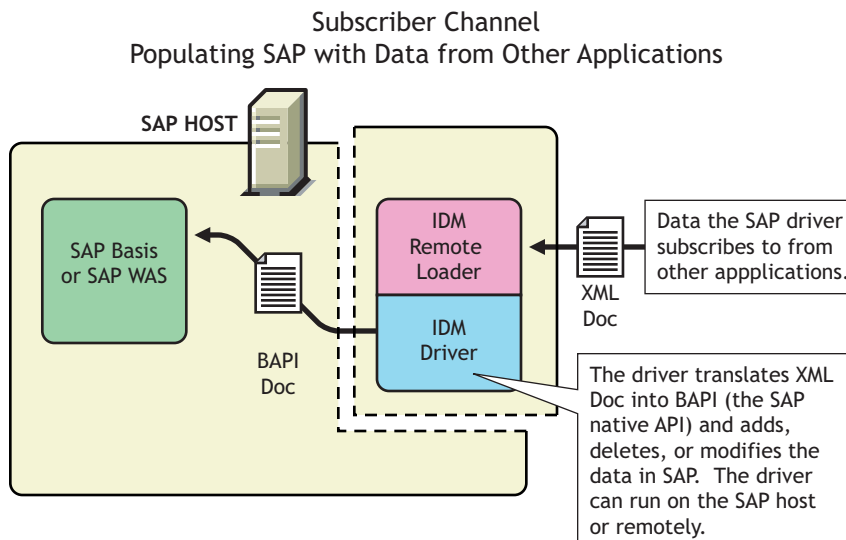 Subscriber Channel
Populating SAP with Data from Other Applications
SAP HOST
SAP Basis
or SAP WAS
BAPI
Doc
IDM
Remote
Loader
IDM
Driver
XML
Doc
Data the SAP driver
subscribes to from
other appplications.
The driver translates XML
Doc into BAPI (the SAP
native API) and adds,
deletes, or modifies the
data in SAP.  The driver
can run on the SAP host
or remotely.